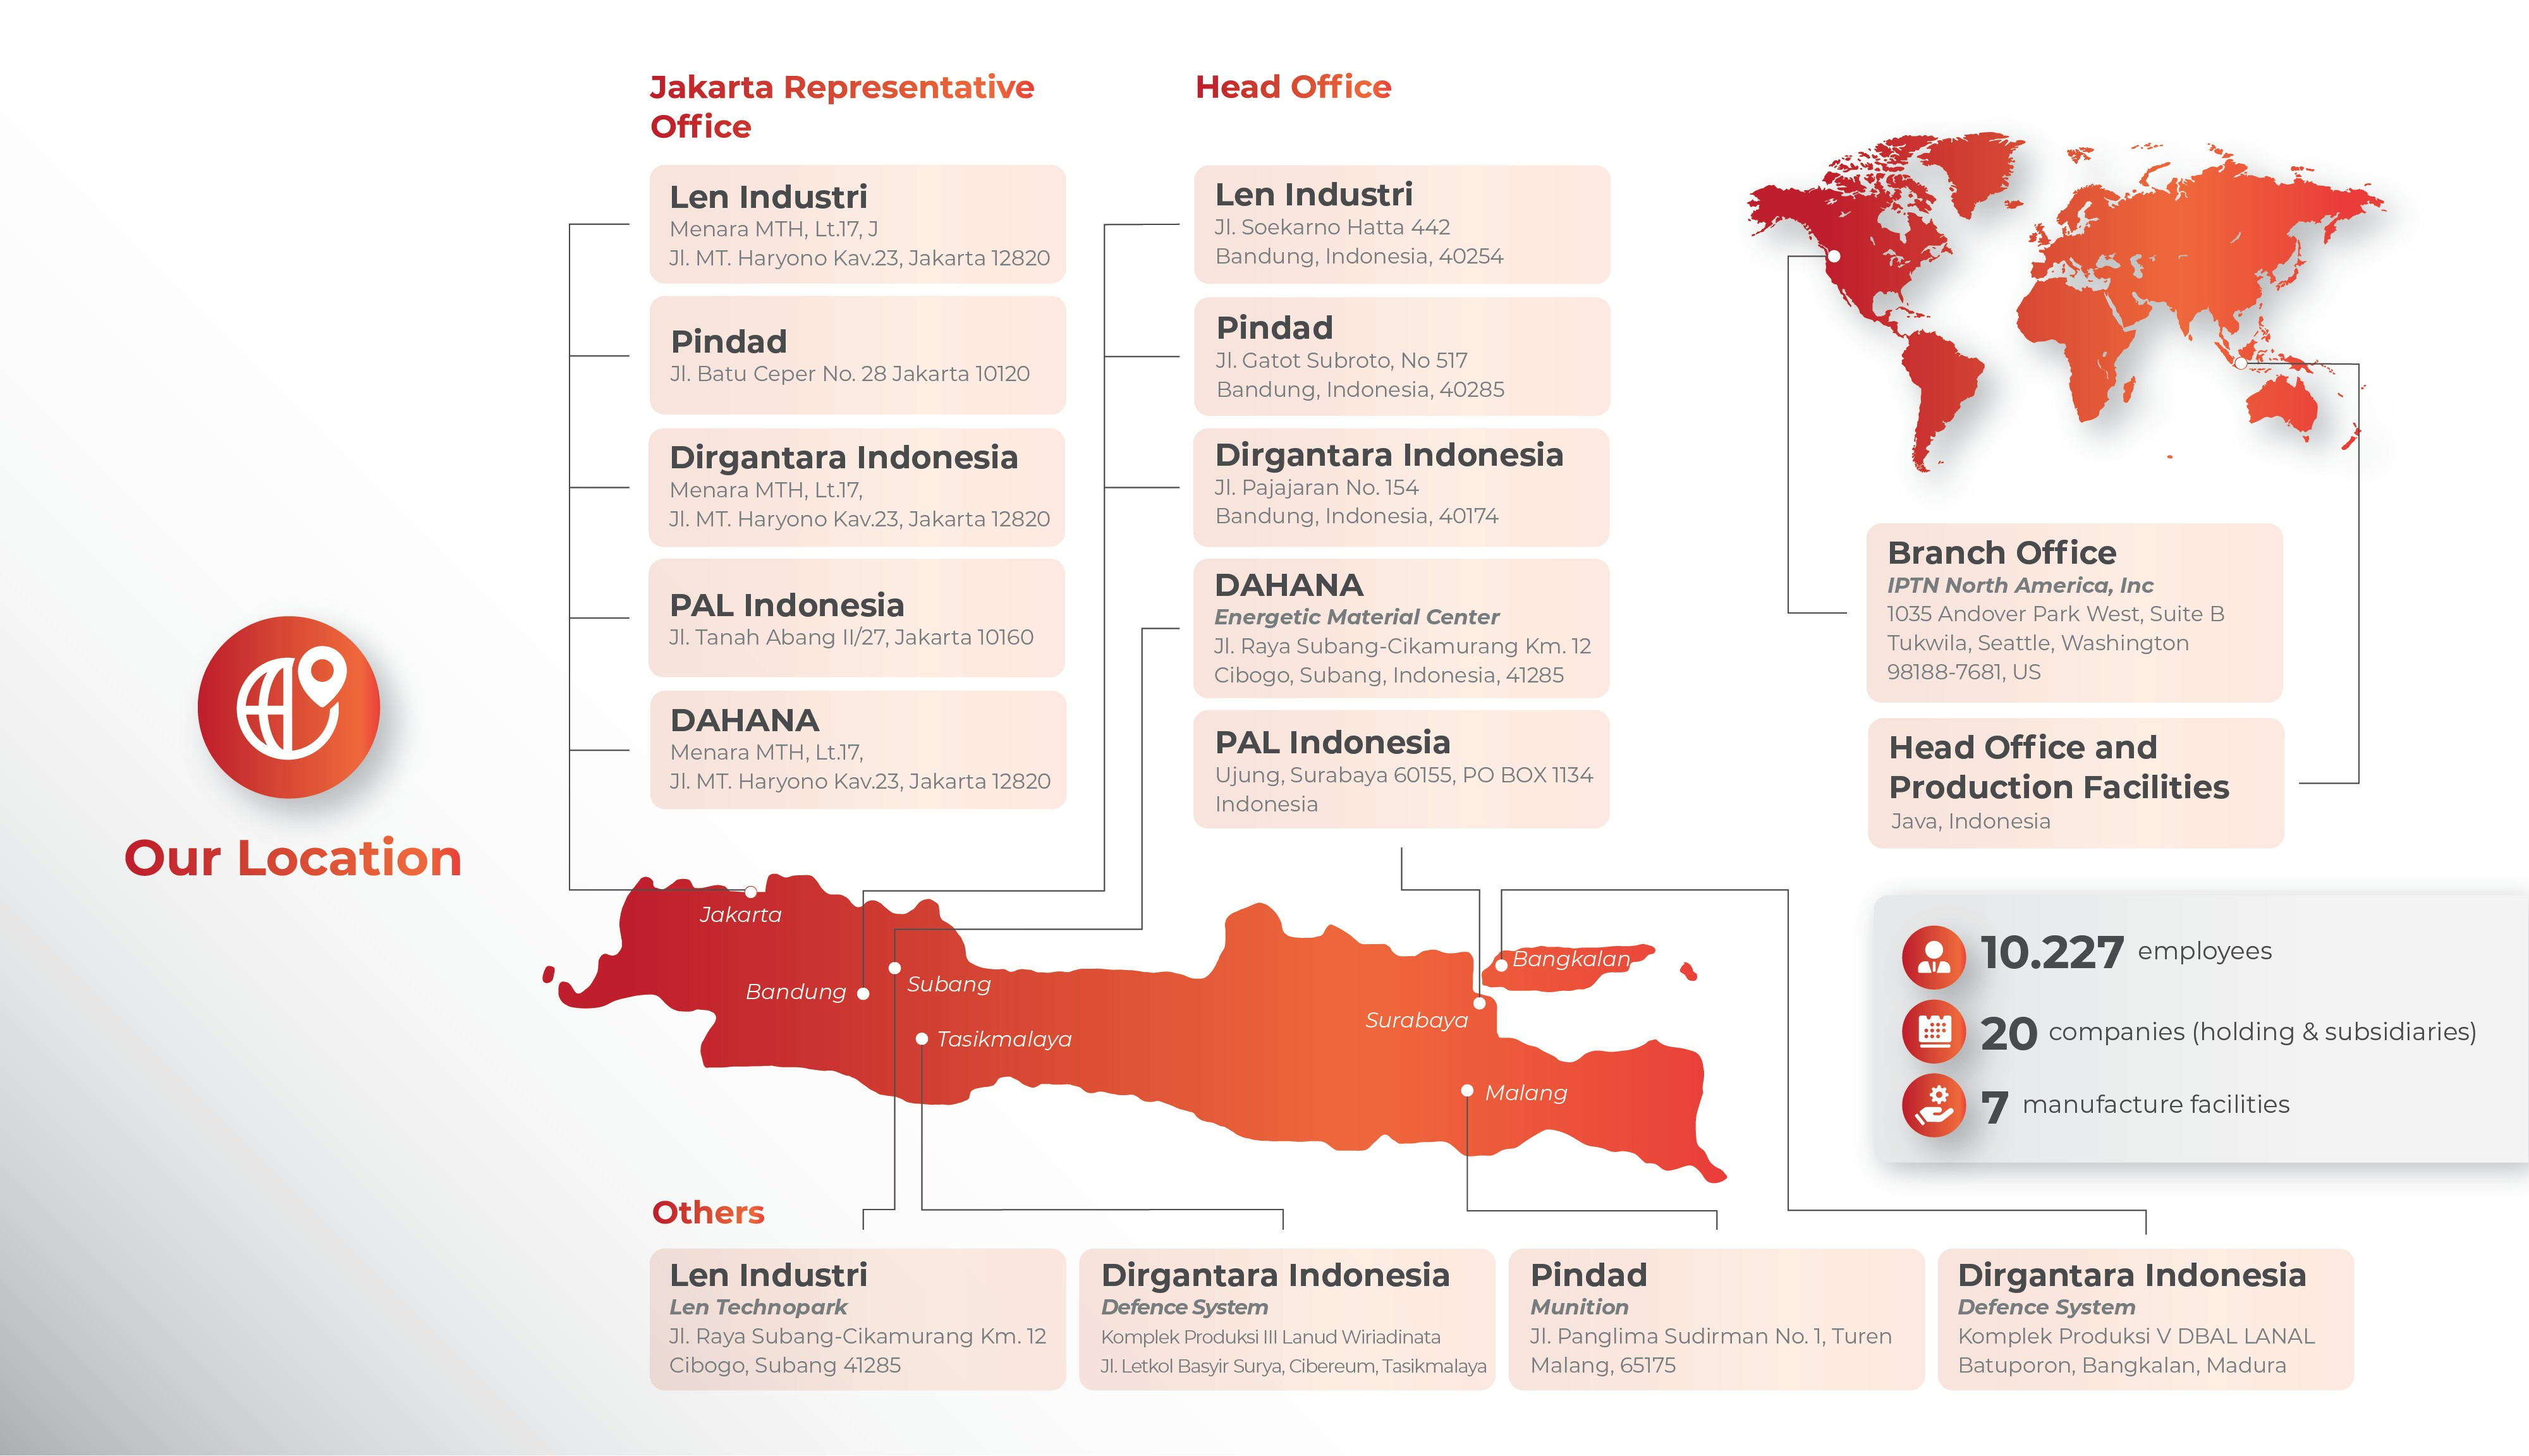 Our Location
Jakarta Representative
Office
Len Industri
Menara MTH, Lt.17, J
Jl. MT. Haryono Kav.23, Jakarta 12820
Pindad
Jl. Batu Ceper No. 28 Jakarta 10120
Dirgantara Indonesia
Menara MTH, Lt.17,
Jl. MT. Haryono Kav.23, Jakarta 12820
PAL Indonesia
Jl. Tanah Abang II/27, Jakarta 10160
DAHANA
Menara MTH, Lt.17,
Jl. MT. Haryono Kav.23, Jakarta 12820
Head Office
Len Industri
Jl. Soekarno Hatta 442
Bandung, Indonesia, 40254
Pindad
Jl. Gatot Subroto, No 517
Bandung, Indonesia, 40285
Dirgantara Indonesia
Jl. Pajajaran No. 154
Bandung, Indonesia, 40174
DAHANA
Energetic Material Center
Jl. Raya Subang-Cikamurang Km. 12
Cibogo, Subang, Indonesia, 41285
PAL Indonesia
Ujung, Surabaya 60155, PO BOX 1134
Indonesia
Branch Office
IPTN North America, Inc
1035 Andover Park West, Suite B
Tukwila, Seattle, Washington
98188-7681, US
Head Office and
Production Facilities
Java, Indonesia
10.227 employees
20 companies (holding & subsidiaries)
7 manufacture facilities
Jakarta
Bandung
Subang
Tasikmalaya
Bangkalan
Surabaya
Malang
Others
Len Industri
Len Technopark
Jl. Raya Subang-Cikamurang Km. 12
Cibogo, Subang 41285
Dirgantara Indonesia
Defence System
Komplek Produksi III Lanud Wiriadinata
Jl. Letkol Basyir Surya, Cibereum, Tasikmalaya
Pindad
Munition
Jl. Panglima Sudirman No. 1, Turen
Malang, 65175
Dirgantara Indonesia
Defence System
Komplek Produksi V DBAL LANAL
Batuporon, Bangkalan, Madura